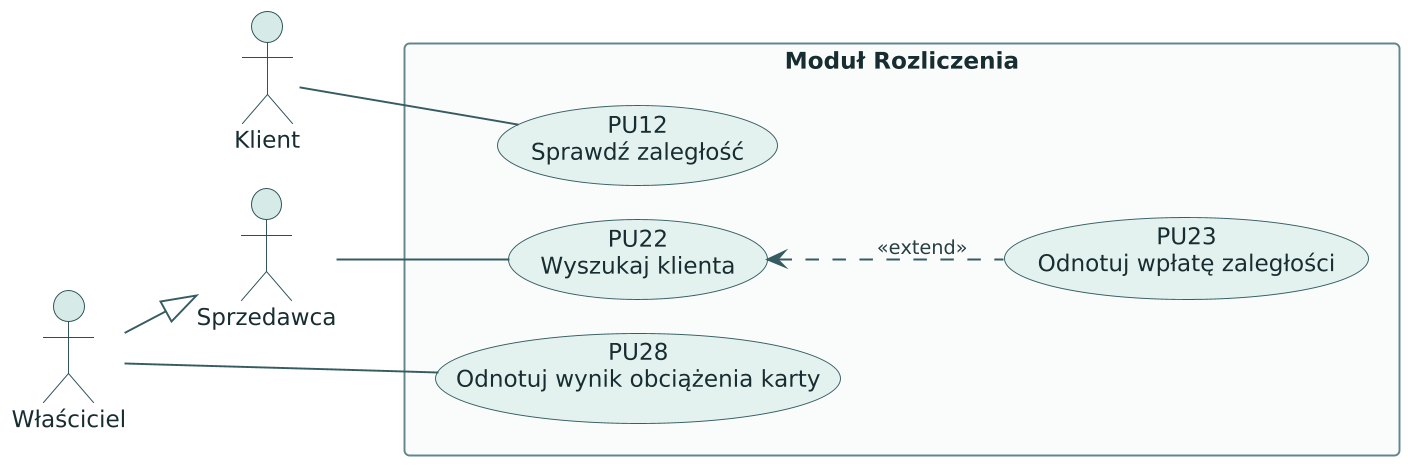 Moduł Rozliczenia
Klient
PU12
Sprawdź zaległość
Sprzedawca
PU22
Wyszukaj klienta
«extend»
PU23
Odnotuj wpłatę zaległości
Właściciel
PU28
Odnotuj wynik obciążenia karty